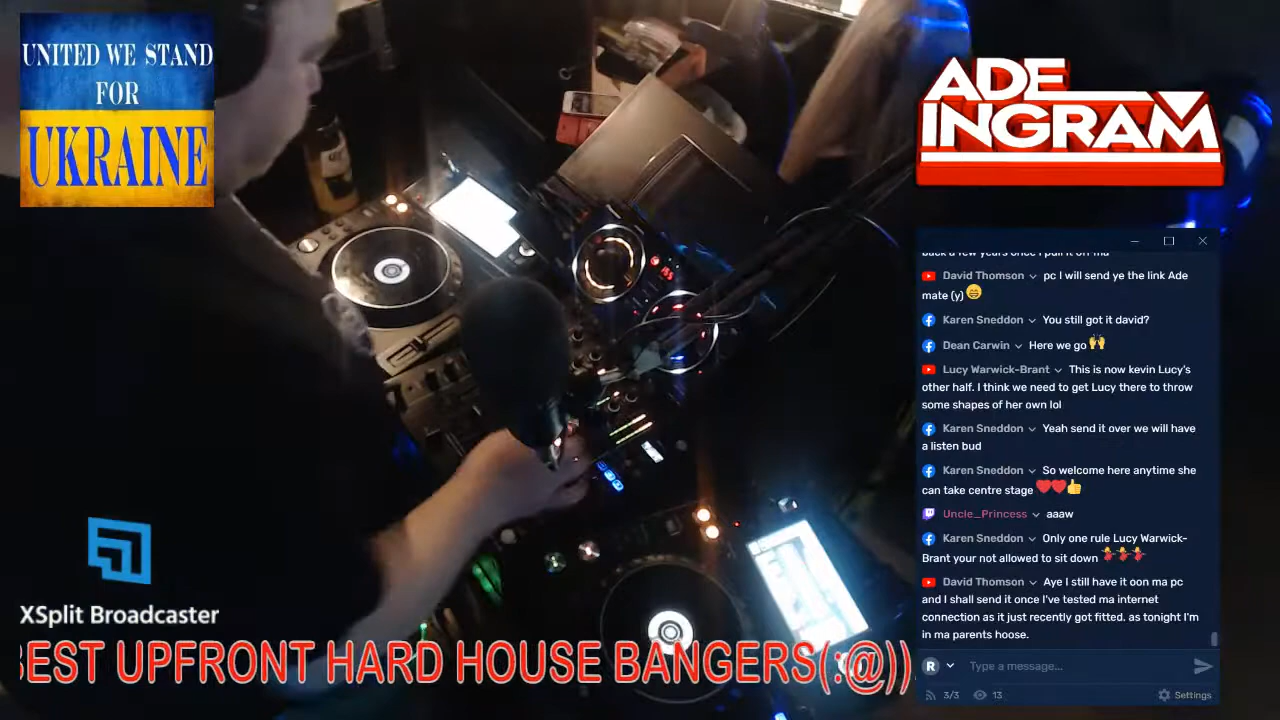 UNITED WE STAND
FOR
UKRAINE
ADE
INGRAM
David Thomson pc I will send ye the link Ade
mate (y)
Karen Sneddon You still got it david?
Dean Carwin Here we go
Lucy Warwick-Brant This is now kevin Lucy's
other half. I think we need to get Lucy there to throw
some shapes of her own lol
Karen Sneddon Yeah send it over we will have
a listen bud
Karen Sneddon So welcome here anytime she
can take centre stage
Uncle_Princess aaaw
Karen Sneddon Only one rule Lucy Warwick-
Brant your not allowed to sit down
David Thomson Aye I still have it oon ma pc
and I shall send it once I've tested ma internet
connection as it just recently got fitted. as tonight I'm
in ma parents hoose.
R Type a message...
3/3 13 Settings
XSplit Broadcaster
BEST UPFRONT HARD HOUSE BANGERS(:@))